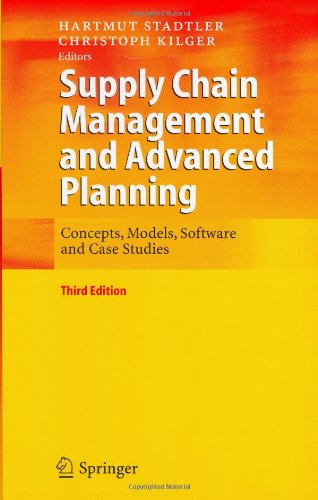 HARTMUT STADTLER
CHRISTOPH KILGER
Editors
Supply Chain
Management
and Advanced
Planning
Concepts, Models, Software
and Case Studies
Third Edition
Springer